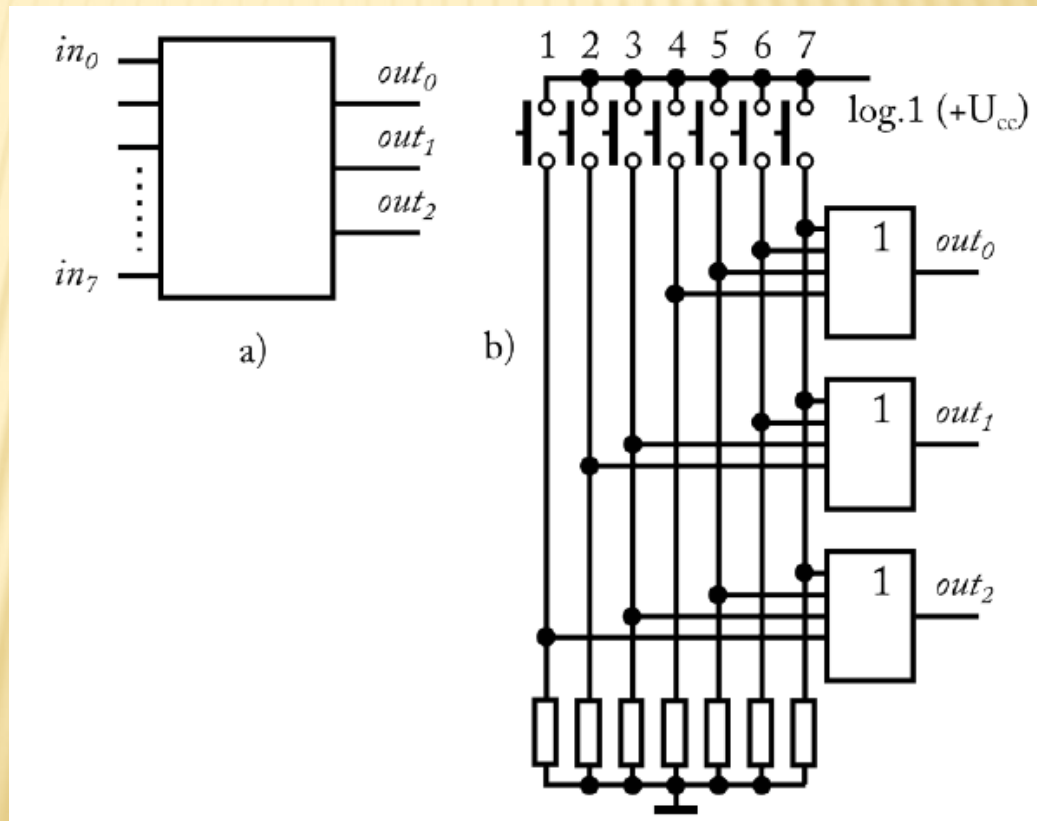 in₀
out₀
out₁
out₂
in₇
a)
1 2 3 4 5 6 7
log.1 (+U_cc)
1 out₀
b)
1 out₁
1 out₂